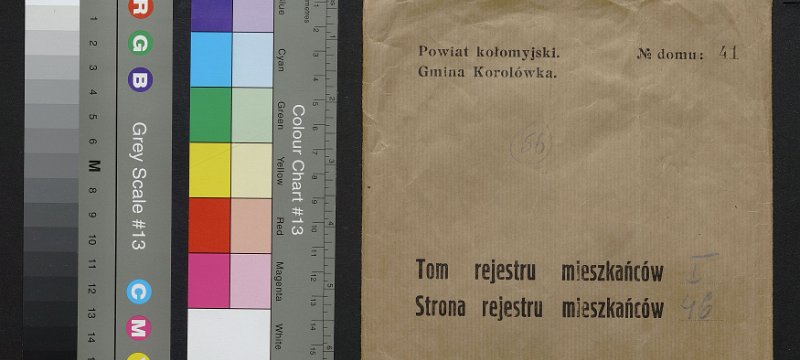 R
G
B
1
2
3
4
5
6
M
8
9
10
11
12
13
14
Grey Scale #13
C
M
Blue
Cyan
Green
Yellow
Red
Magenta
White
Colour Chart #13
Powiat kołomyjski.
№ domu: 41
Gmina Korolówka.
Tom rejestru mieszkańców I
Strona rejestru mieszkańców 46